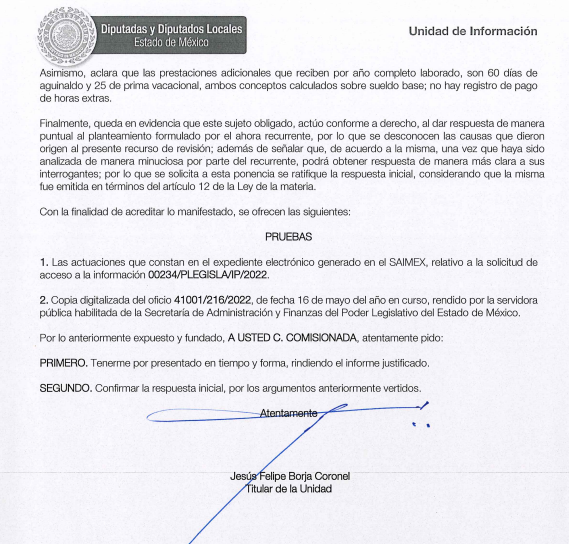 Diputadas y Diputados Locales
Estado de México
Unidad de Información
Asimismo, aclara que las prestaciones adicionales que reciben por año completo laborado, son 60 días de
aguinaldo y 25 de prima vacacional, ambos conceptos calculados sobre sueldo base; no hay registro de pago
de horas extras.
Finalmente, queda en evidencia que este sujeto obligado, actúo conforme a derecho, al dar respuesta de manera
puntual al planteamiento formulado por el ahora recurrente, por lo que se desconocen las causas que dieron
origen al presente recurso de revisión; además de señalar que, de acuerdo a la misma, una vez que haya sido
analizada de manera minuciosa por parte del recurrente, podrá obtener respuesta de manera más clara a sus
interrogantes; por lo que se solicita a esta ponencia se ratifique la respuesta inicial, considerando que la misma
fue emitida en términos del artículo 12 de la Ley de la materia.
Con la finalidad de acreditar lo manifestado, se ofrecen las siguientes:
PRUEBAS
1. Las actuaciones que constan en el expediente electrónico generado en el SAIMEX, relativo a la solicitud de
acceso a la información 00234/PLEGISLA/IP/2022.
2. Copia digitalizada del oficio 41001/216/2022, de fecha 16 de mayo del año en curso, rendido por la servidora
pública habilitada de la Secretaría de Administración y Finanzas del Poder Legislativo del Estado de México.
Por lo anteriormente expuesto y fundado, A USTED C. COMISIONADA, atentamente pido:
PRIMERO. Tenerme por presentado en tiempo y forma, rindiendo el informe justificado.
SEGUNDO. Confirmar la respuesta inicial, por los argumentos anteriormente vertidos.
Atentamente
Jesús Felipe Borja Coronel
Titular de la Unidad